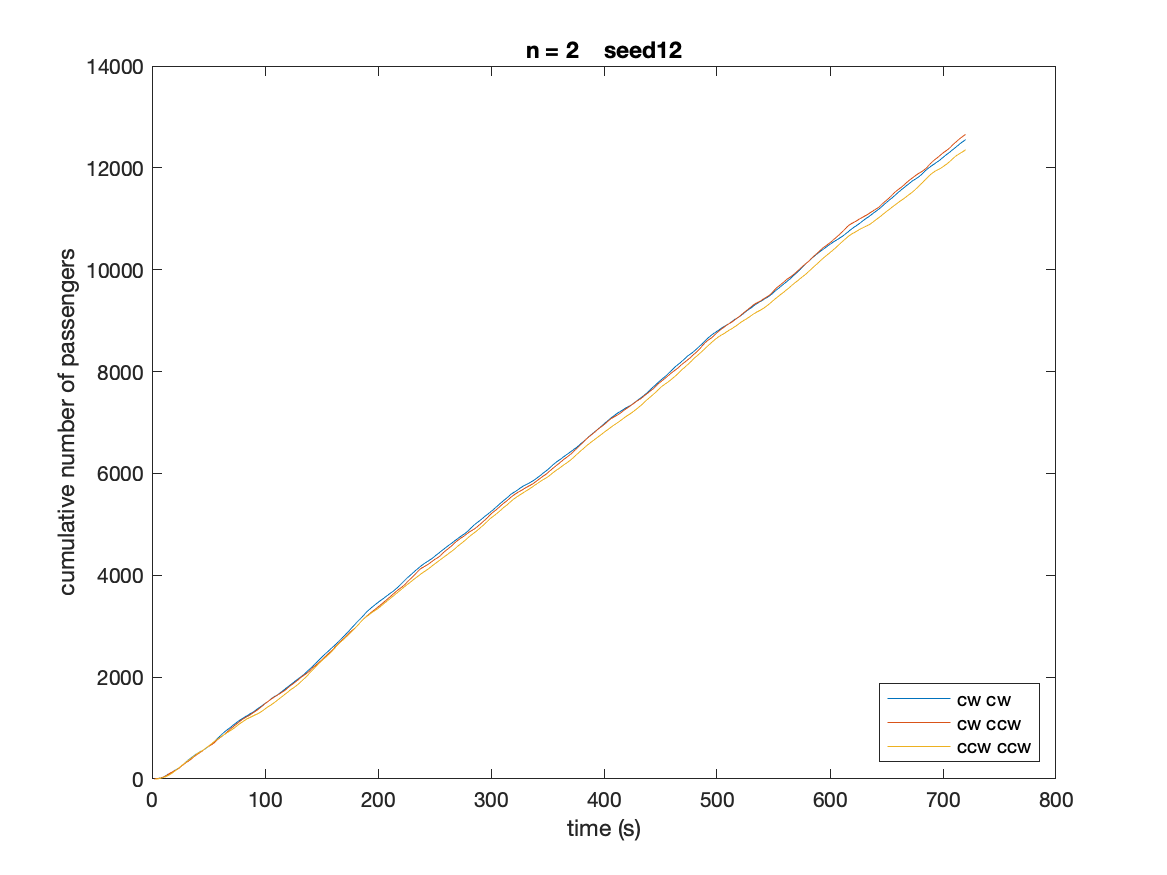 n = 2    seed12
14000
12000
10000
8000
6000
4000
2000
0
cumulative number of passengers
0 100 200 300 400 500 600 700 800
time (s)
CW CW
CW CCW
CCW CCW